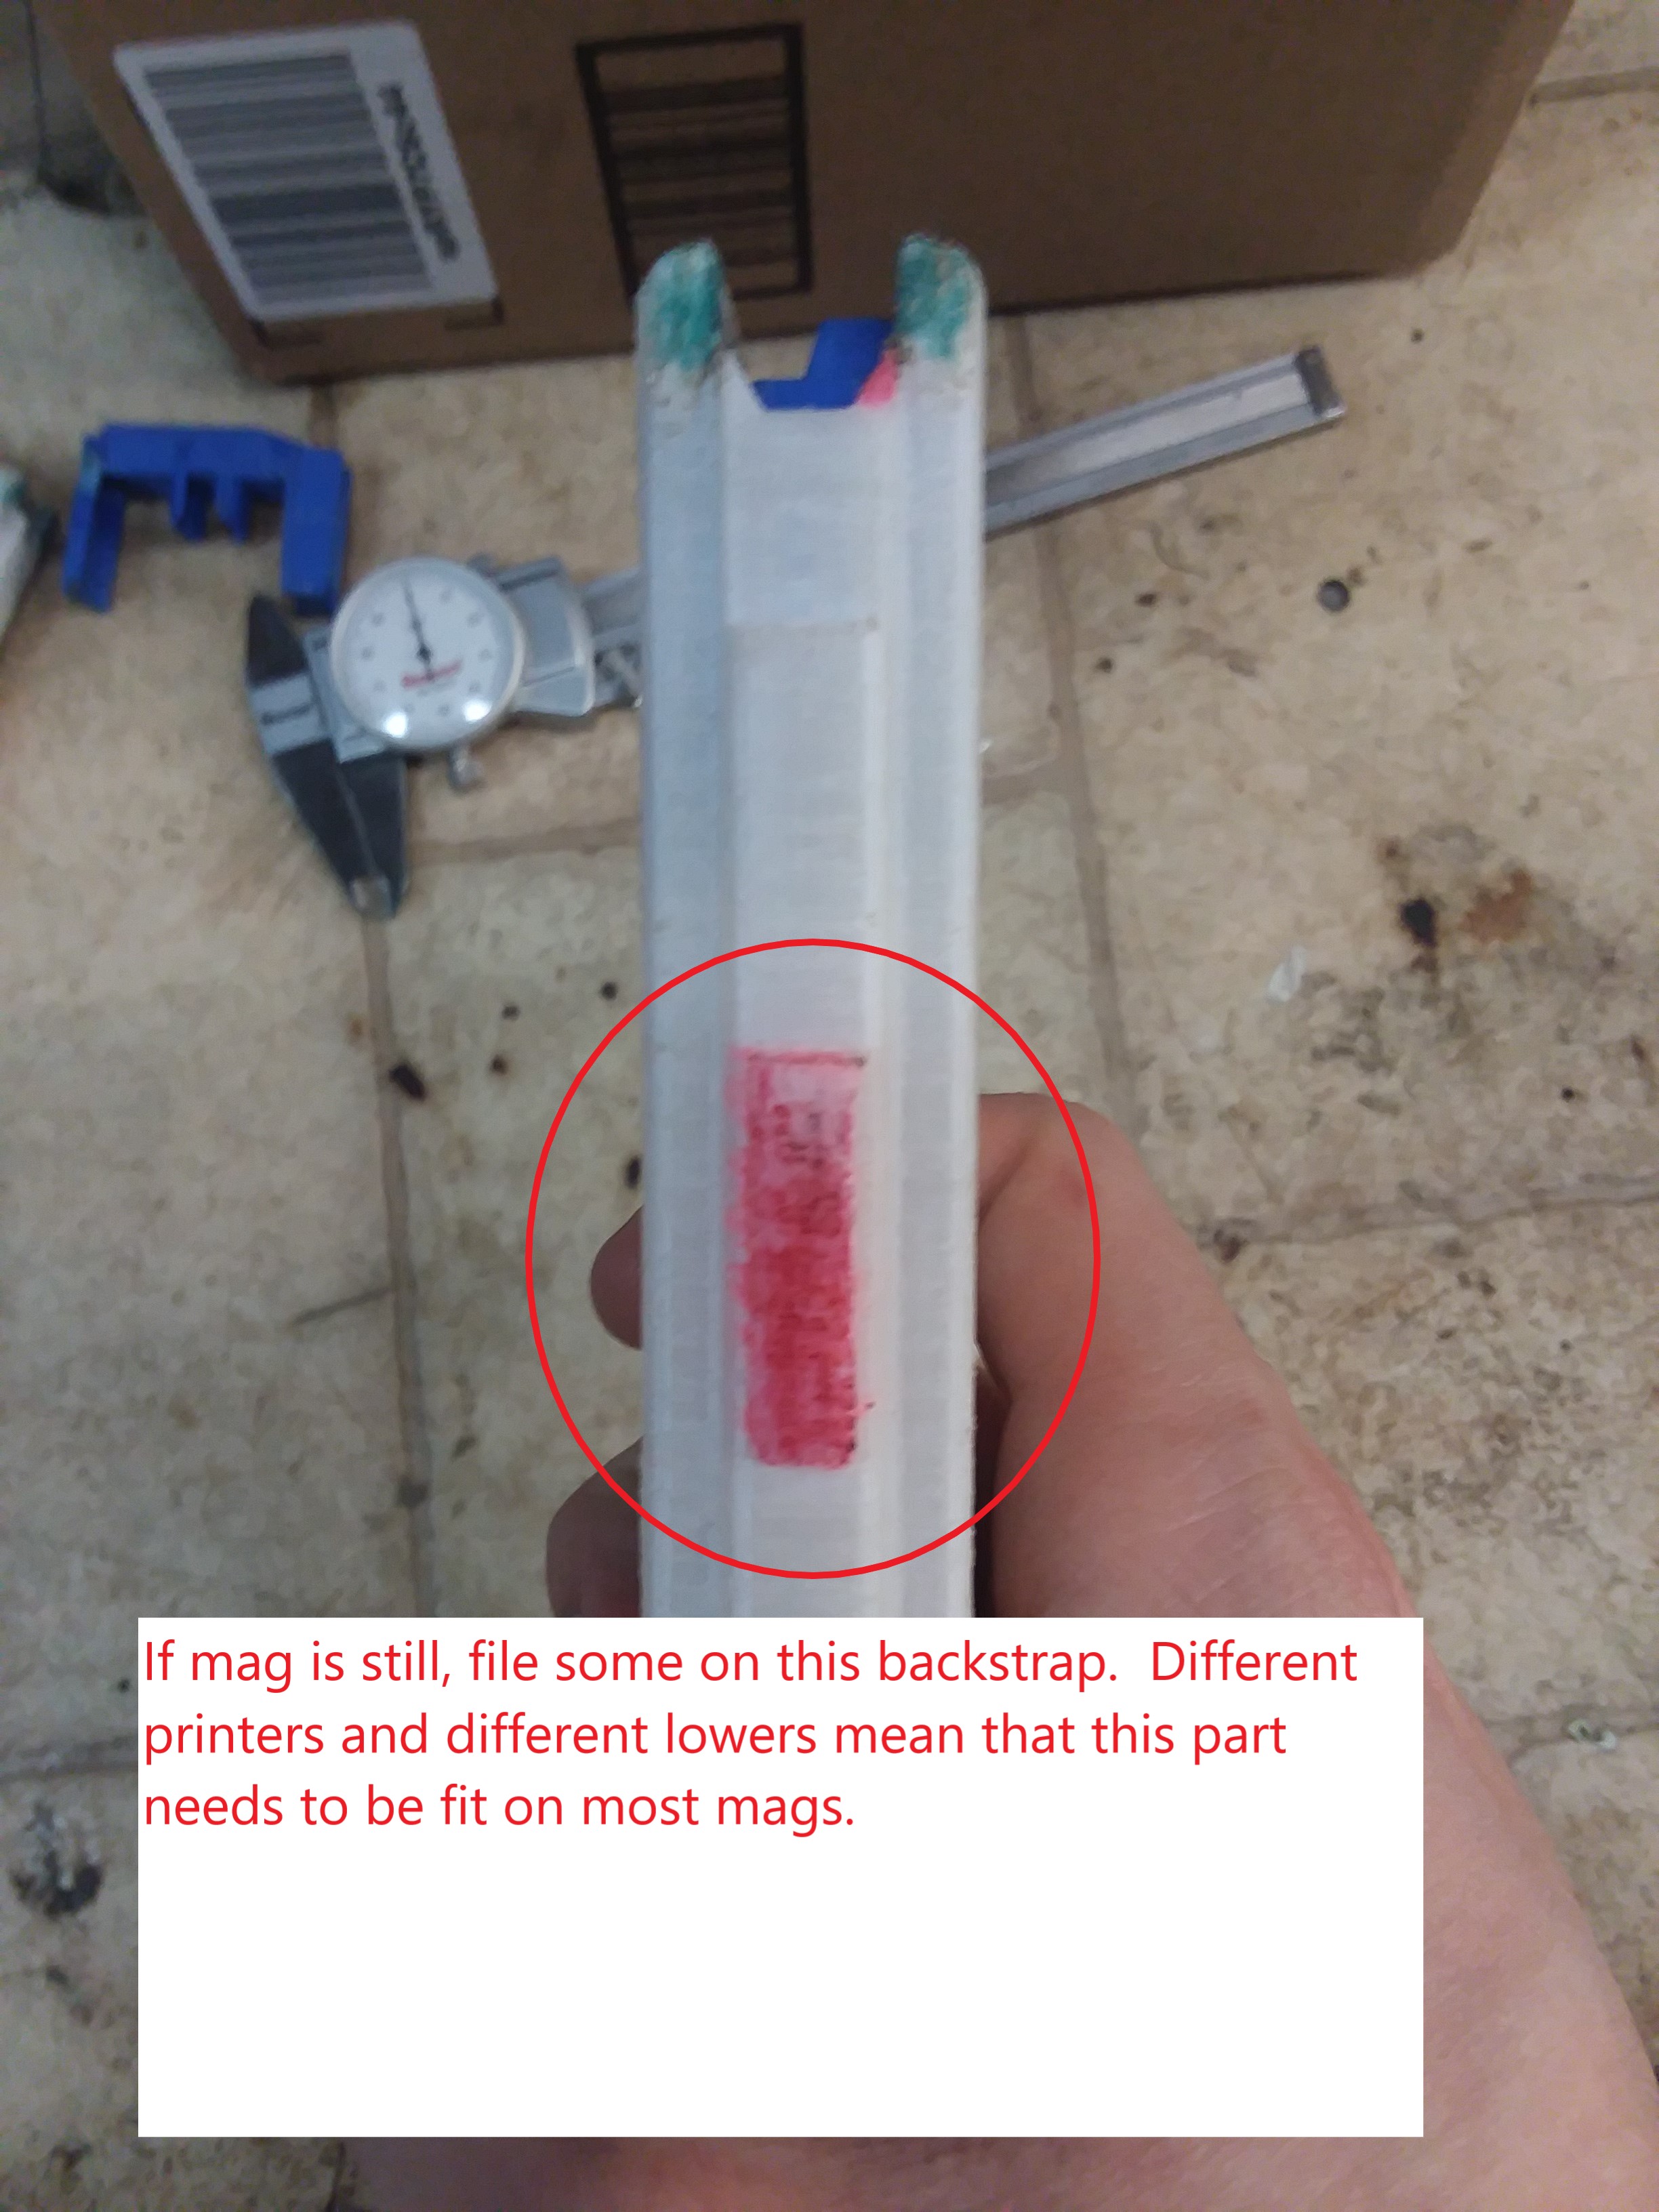 If mag is still, file some on this backstrap.  Different
printers and different lowers mean that this part
needs to be fit on most mags.